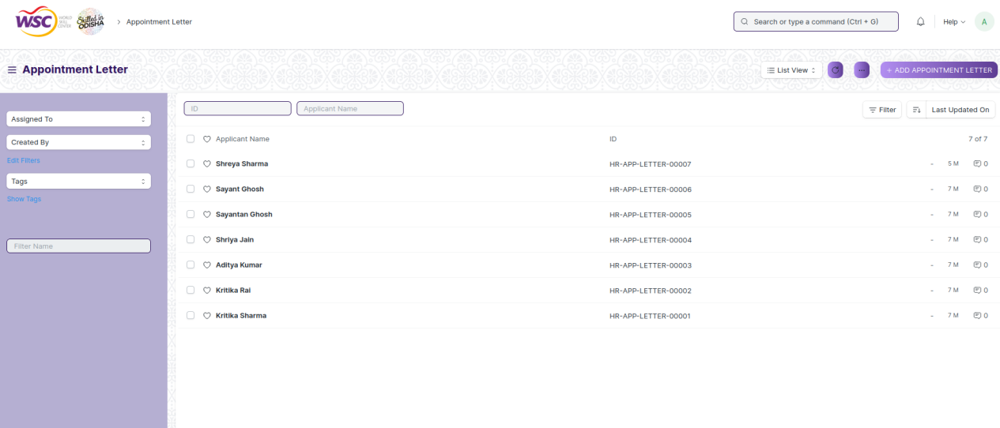 WSC WORLD SKILL CENTER
Skilled in ODISHA
Appointment Letter
Search or type a command (Ctrl + G)
Help
A
Appointment Letter
List View
...
+ ADD APPOINTMENT LETTER
Assigned To
Created By
Edit Filters
Tags
Show Tags
Filter Name
ID
Applicant Name
Filter
Last Updated On
Applicant Name ID 7 of 7
Shreya Sharma HR-APP-LETTER-00007 - 5 M 0
Sayant Ghosh HR-APP-LETTER-00006 - 7 M 0
Sayantan Ghosh HR-APP-LETTER-00005 - 7 M 0
Shriya Jain HR-APP-LETTER-00004 - 7 M 0
Aditya Kumar HR-APP-LETTER-00003 - 7 M 0
Kritika Rai HR-APP-LETTER-00002 - 7 M 0
Kritika Sharma HR-APP-LETTER-00001 - 7 M 0